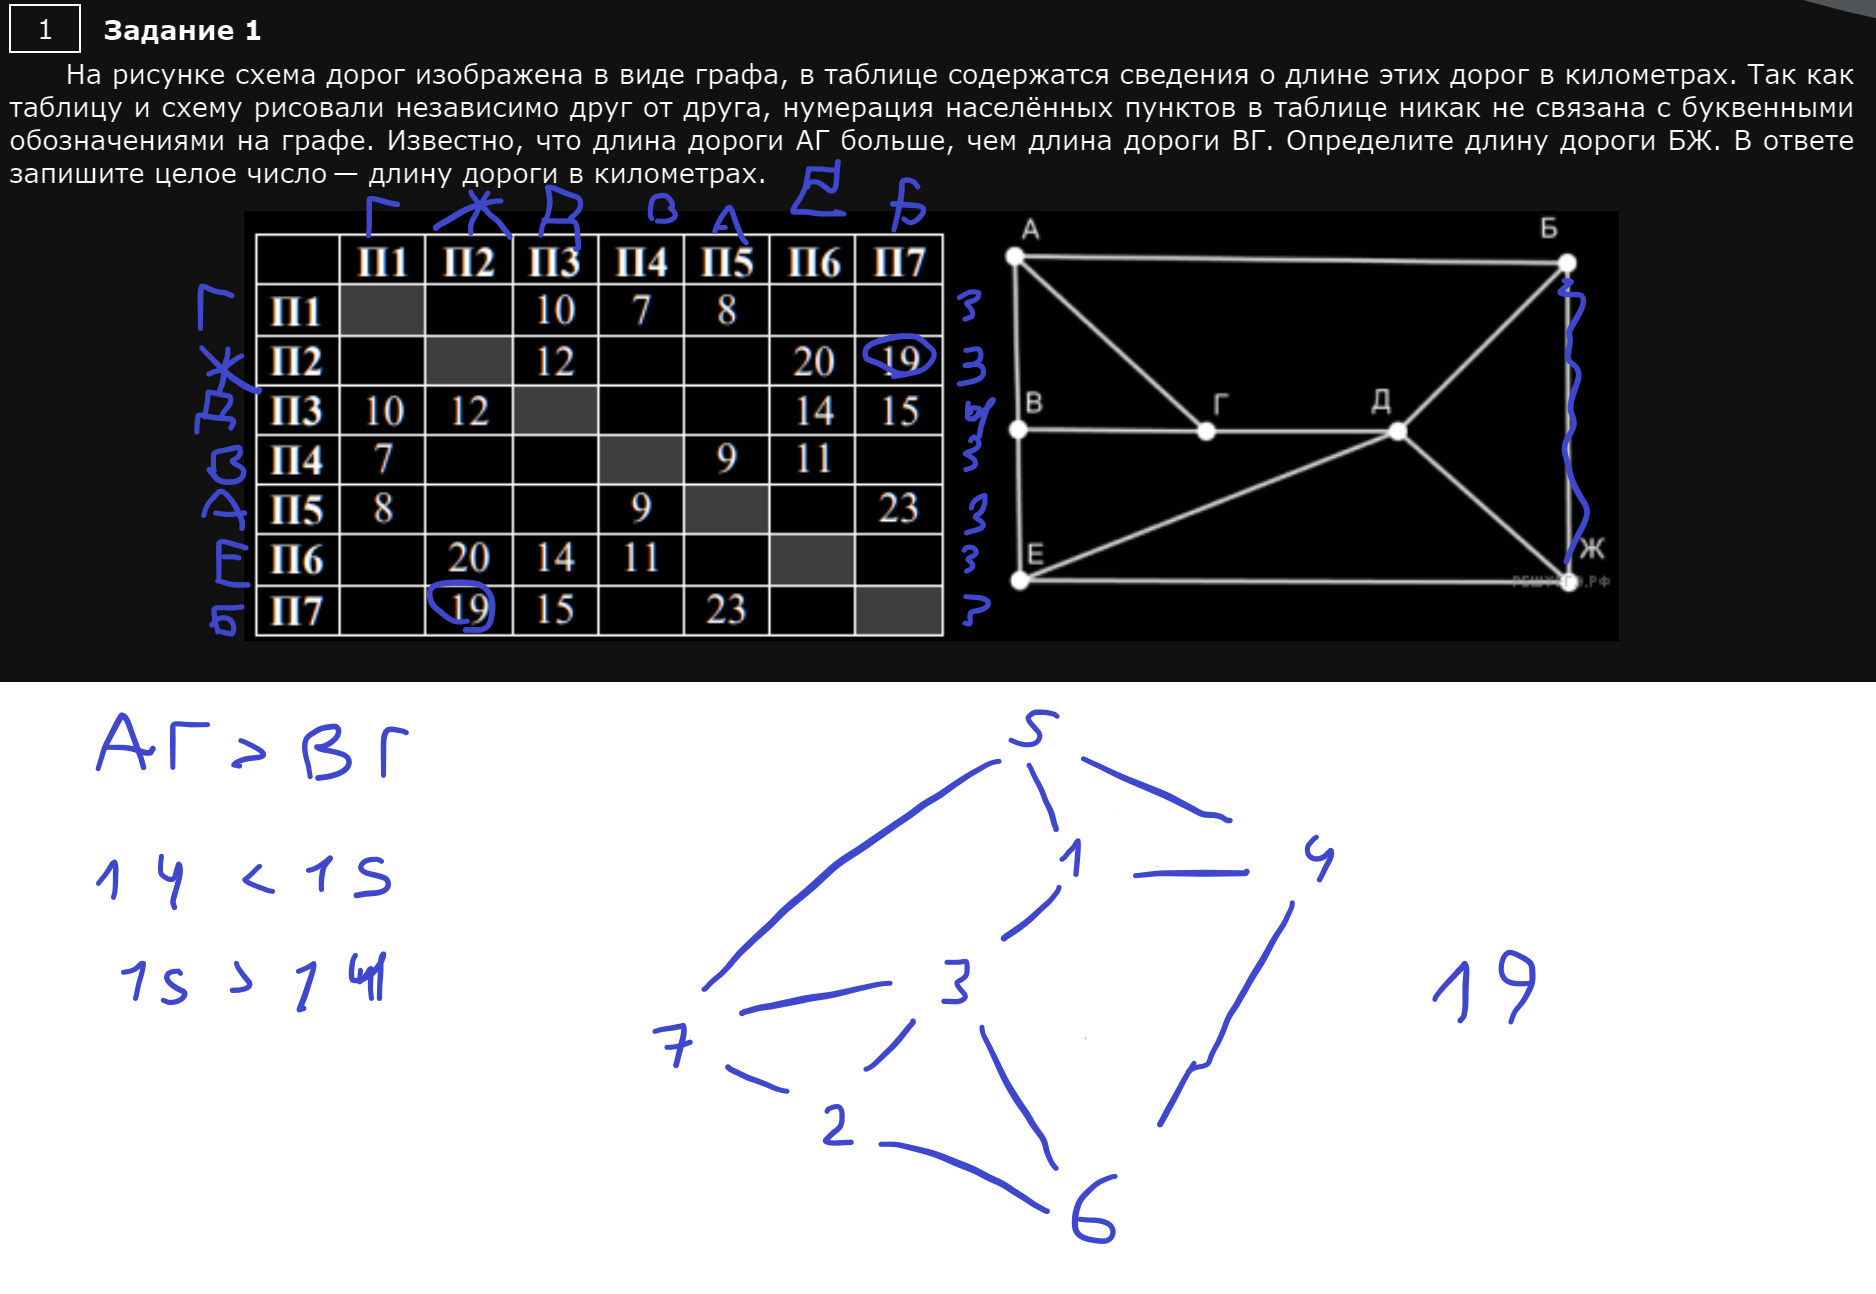 1 Задание 1
На рисунке схема дорог изображена в виде графа, в таблице содержатся сведения о длине этих дорог в километрах. Так как
таблицу и схему рисовали независимо друг от друга, нумерация населённых пунктов в таблице никак не связана с буквенными
обозначениями на графе. Известно, что длина дороги АГ больше, чем длина дороги ВГ. Определите длину дороги БЖ. В ответе
запишите целое число — длину дороги в километрах.
Г Ж Д В А Е Б
П1 П2 П3 П4 П5 П6 П7
Г П1 10 7 8 3
Ж П2 12 20 19 3
Д П3 10 12 14 15 4
В П4 7 9 11 3
А П5 8 9 23 3
Е П6 20 14 11 3
Б П7 19 15 23 3
А Б
В Г Д
Е Ж
РЕШУЕГЭ.РФ
АГ > ВГ
14 < 15
15 > 14
5
1 4
3
7
2
6
19